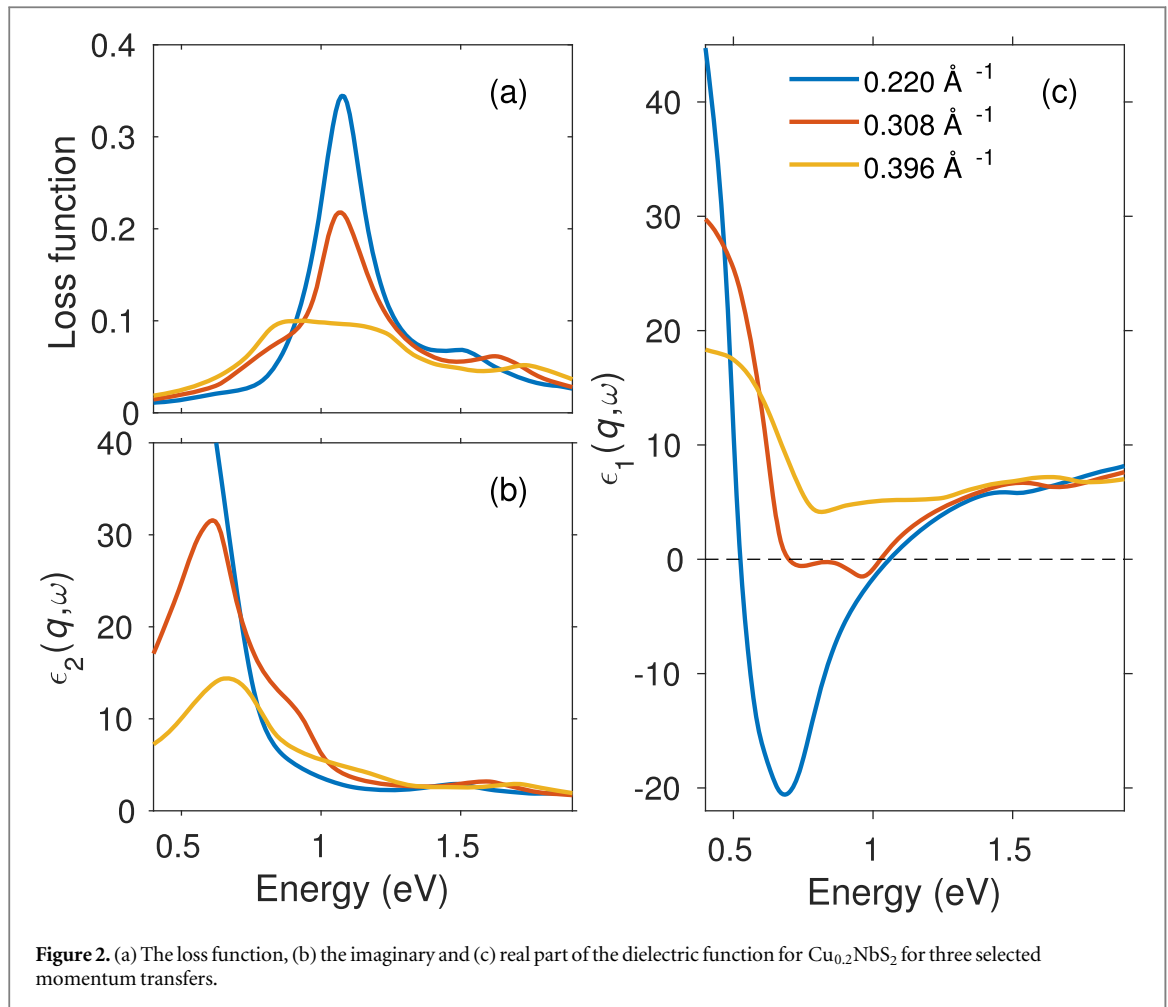 0.4
0.3
0.2
0.1
0
Loss function
(a)
40
30
20
10
0
ϵ2(q,ω)
(b)
0.5 1 1.5
Energy (eV)
0.220 Å -1
0.308 Å -1
0.396 Å -1
(c)
40
30
20
10
0
-10
-20
ϵ1(q,ω)
0.5 1 1.5
Energy (eV)
Figure 2. (a) The loss function, (b) the imaginary and (c) real part of the dielectric function for Cu0.2NbS2 for three selected
momentum transfers.